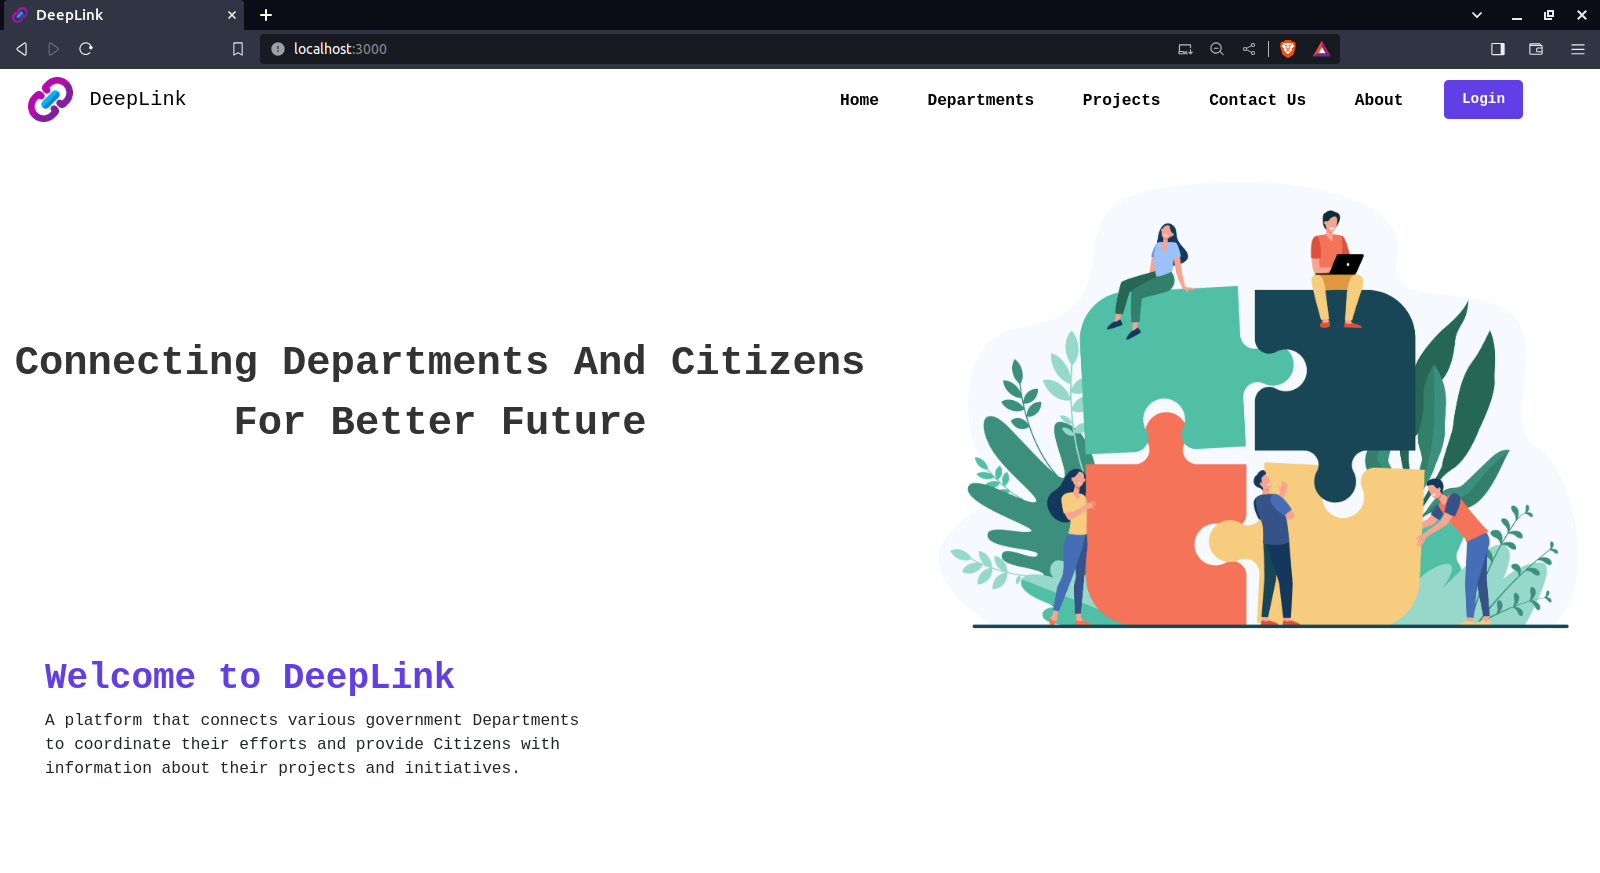 DeepLink
localhost:3000
DeepLink
Home Departments Projects Contact Us About Login
Connecting Departments And Citizens
For Better Future
Welcome to DeepLink
A platform that connects various government Departments
to coordinate their efforts and provide Citizens with
information about their projects and initiatives.